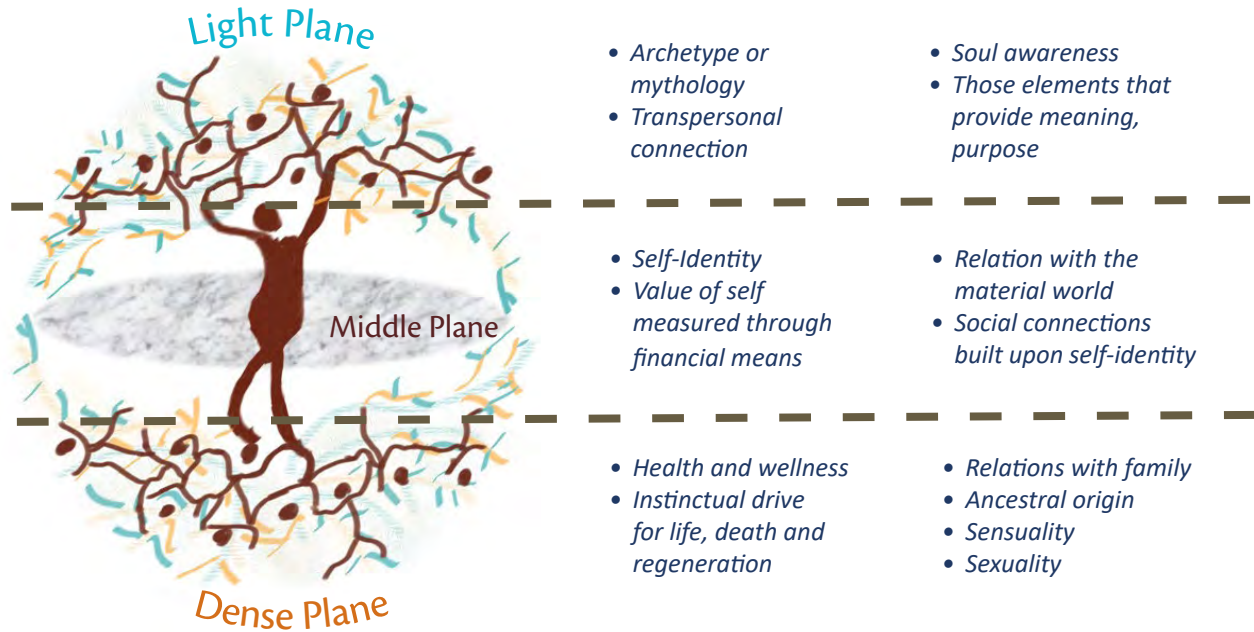 Light Plane
• Archetype or
mythology
• Transpersonal
connection
• Soul awareness
• Those elements that
provide meaning,
purpose
Middle Plane
• Self-Identity
• Value of self
measured through
financial means
• Relation with the
material world
• Social connections
built upon self-identity
• Health and wellness
• Instinctual drive
for life, death and
regeneration
• Relations with family
• Ancestral origin
• Sensuality
• Sexuality
Dense Plane